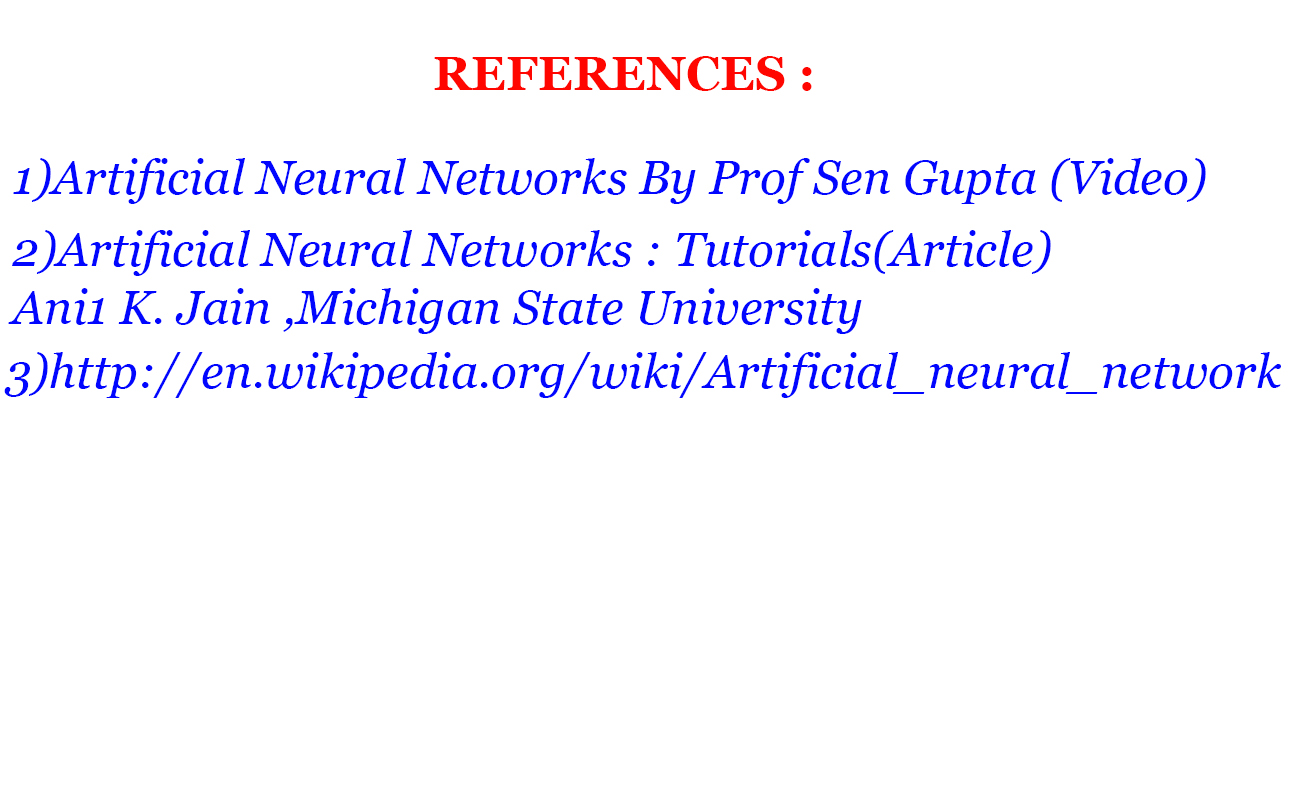 REFERENCES :
1)Artificial Neural Networks By Prof Sen Gupta (Video)
2)Artificial Neural Networks : Tutorials(Article)
Ani1 K. Jain ,Michigan State University
3)http://en.wikipedia.org/wiki/Artificial_neural_network